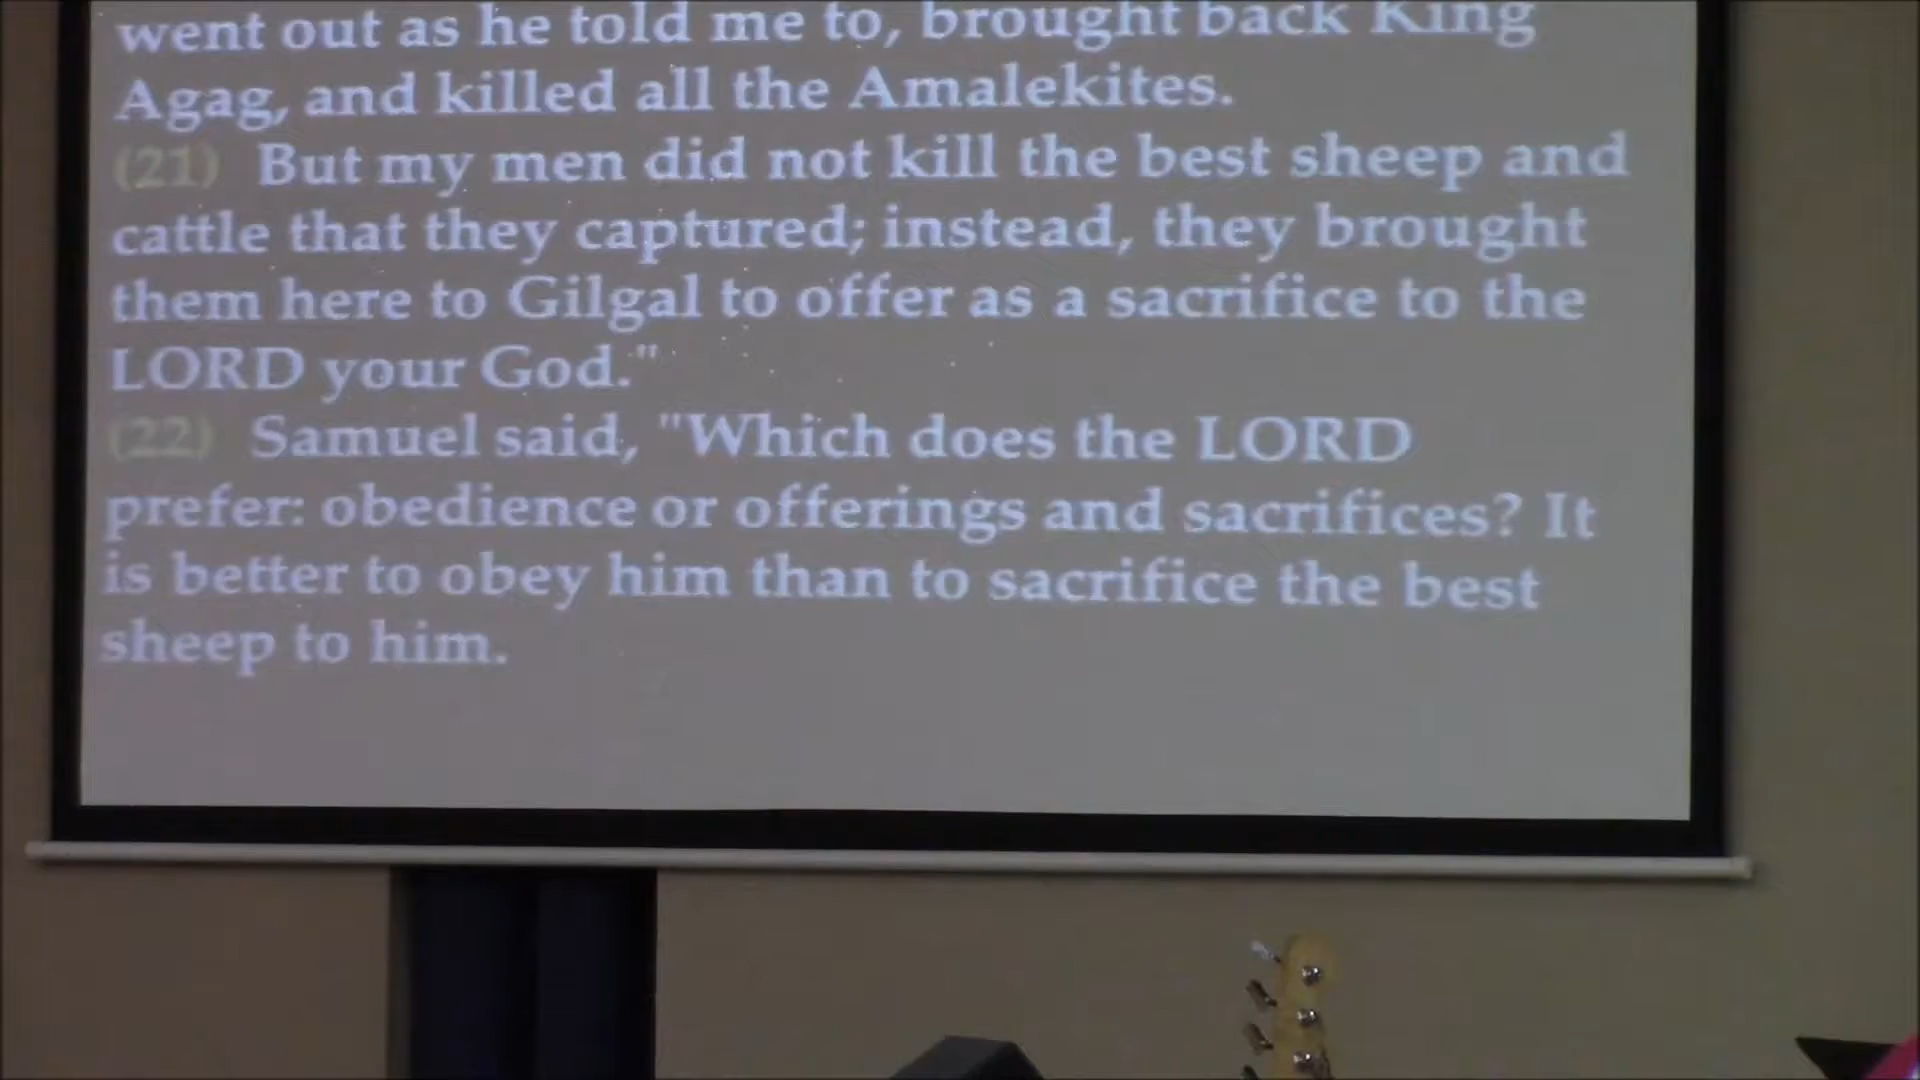 went out as he told me to, brought back King
Agag, and killed all the Amalekites.
(21) But my men did not kill the best sheep and
cattle that they captured; instead, they brought
them here to Gilgal to offer as a sacrifice to the
LORD your God."
(22) Samuel said, "Which does the LORD
prefer: obedience or offerings and sacrifices? It
is better to obey him than to sacrifice the best
sheep to him.